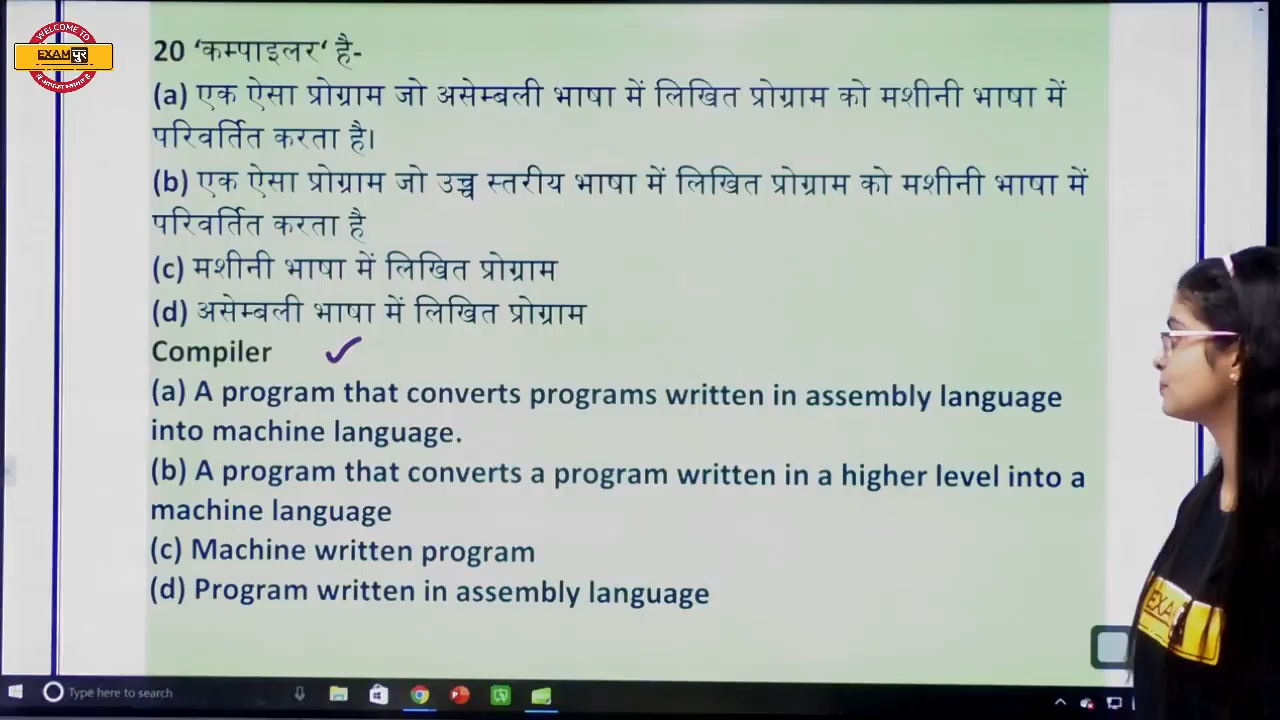 WELCOME TO
EXAM पुर
20 ‘कम्पाइलर‘ है-
(a) एक ऐसा प्रोग्राम जो असेम्बली भाषा में लिखित प्रोग्राम को मशीनी भाषा में
परिवर्तित करता है।
(b) एक ऐसा प्रोग्राम जो उच्च स्तरीय भाषा में लिखित प्रोग्राम को मशीनी भाषा में
परिवर्तित करता है
(c) मशीनी भाषा में लिखित प्रोग्राम
(d) असेम्बली भाषा में लिखित प्रोग्राम
Compiler
(a) A program that converts programs written in assembly language
into machine language.
(b) A program that converts a program written in a higher level into a
machine language
(c) Machine written program
(d) Program written in assembly language
EXA
Type here to search